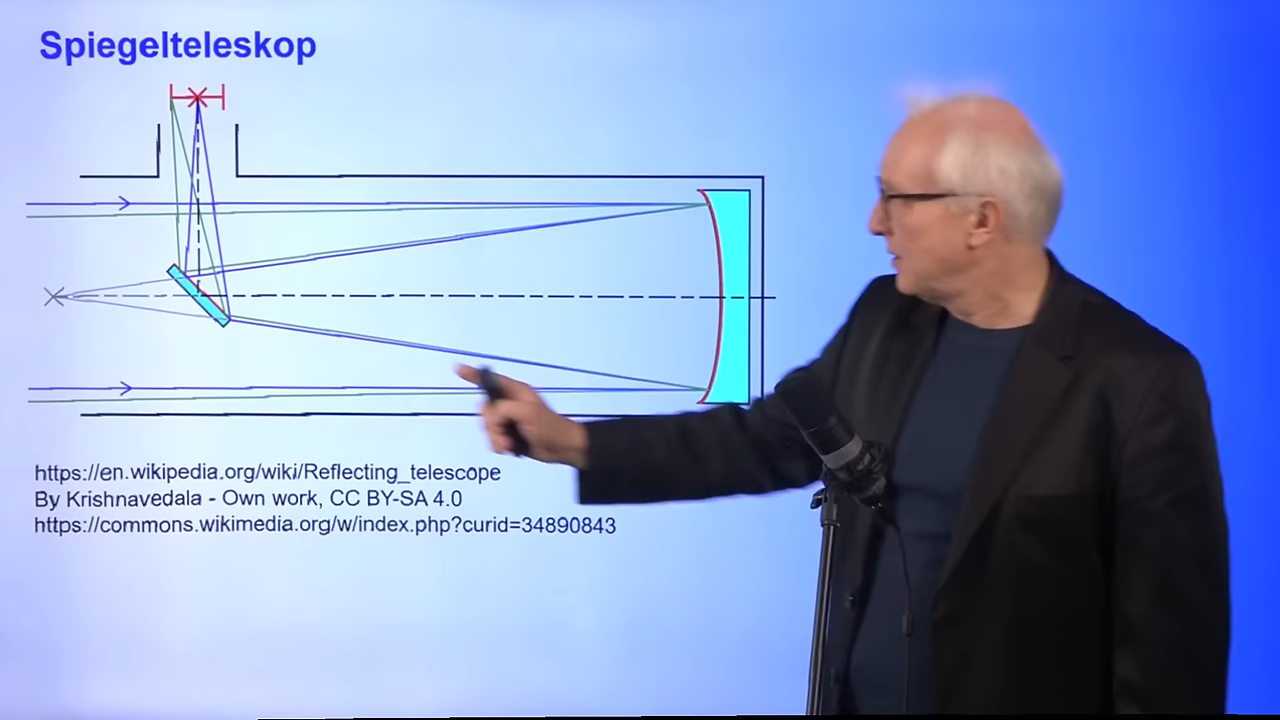 Spiegelteleskop
https://en.wikipedia.org/wiki/Reflecting_telescope
By Krishnavedala - Own work, CC BY-SA 4.0
https://commons.wikimedia.org/w/index.php?curid=34890843